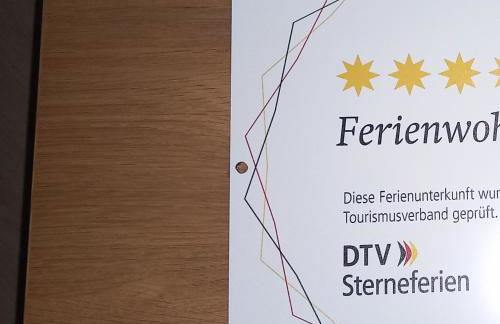 Ferienwoh
Diese Ferienunterkunft wur
Tourismusverband geprüft.
DTV
Sterneferien